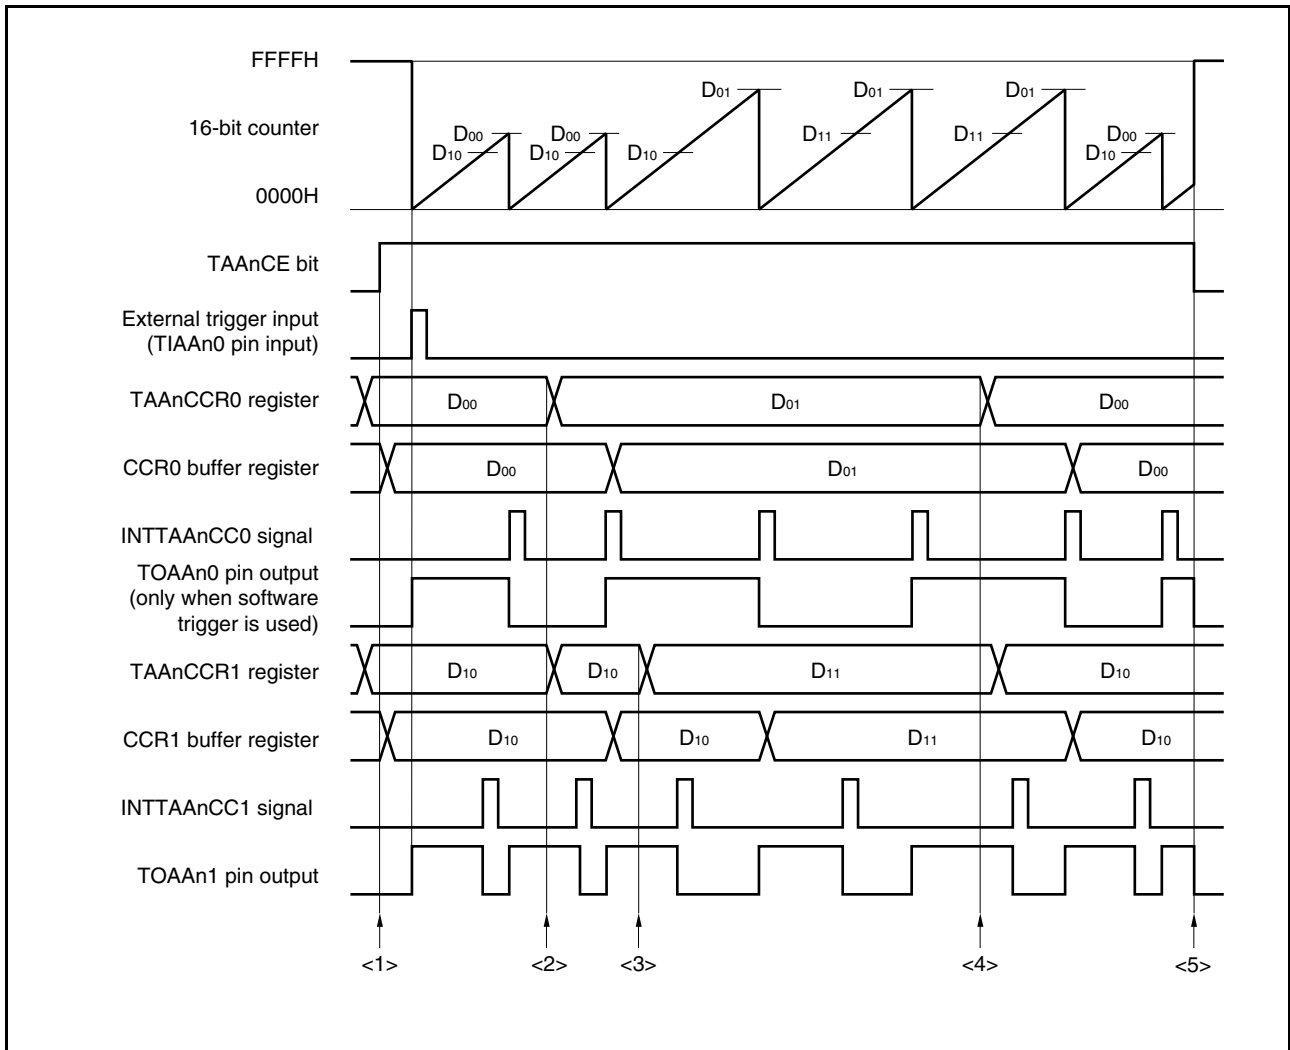 FFFFH
D01 D01 D01
16-bit counter
D00 D00 D11 D11 D00
D10 D10 D10 D10
0000H
TAAnCE bit
External trigger input
(TIAAn0 pin input)
TAAnCCR0 register D00 D01 D00
CCR0 buffer register D00 D01 D00
INTTAAnCC0 signal
TOAAn0 pin output
(only when software
trigger is used)
TAAnCCR1 register D10 D10 D11 D10
CCR1 buffer register D10 D10 D11 D10
INTTAAnCC1 signal
TOAAn1 pin output
<1> <2> <3> <4> <5>